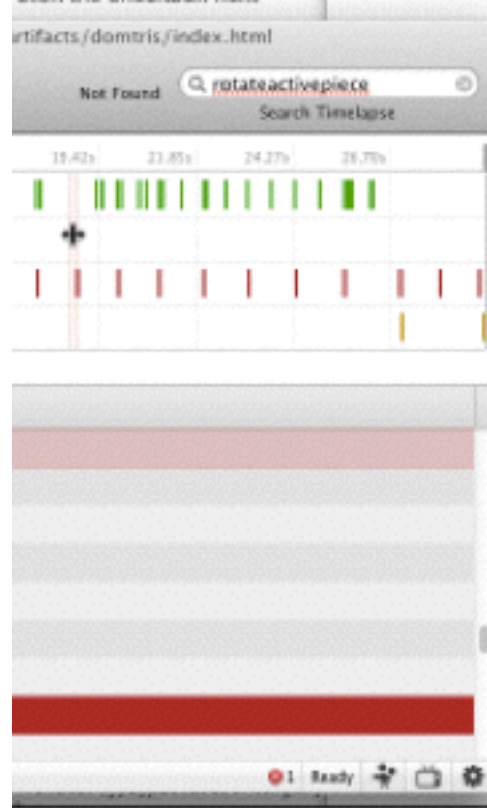 rtifacts/domtris/index.html
Not Found
rotateactivepiece
Search Timelapse
19.42s 21.85s 24.27s 26.70s
1 Ready